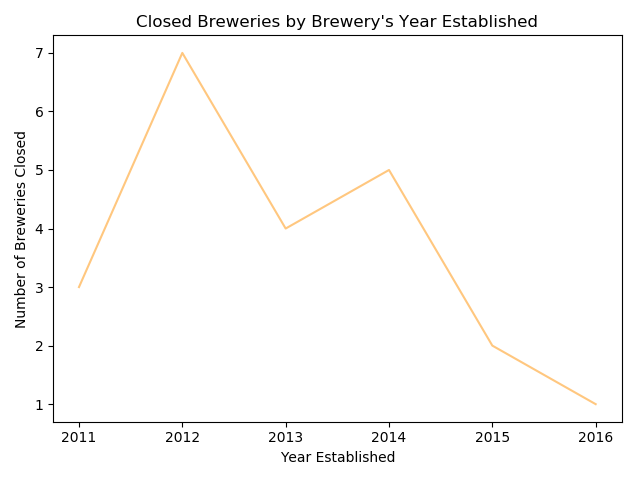 Closed Breweries by Brewery's Year Established
Number of Breweries Closed
7
6
5
4
3
2
1
2011 2012 2013 2014 2015 2016
Year Established